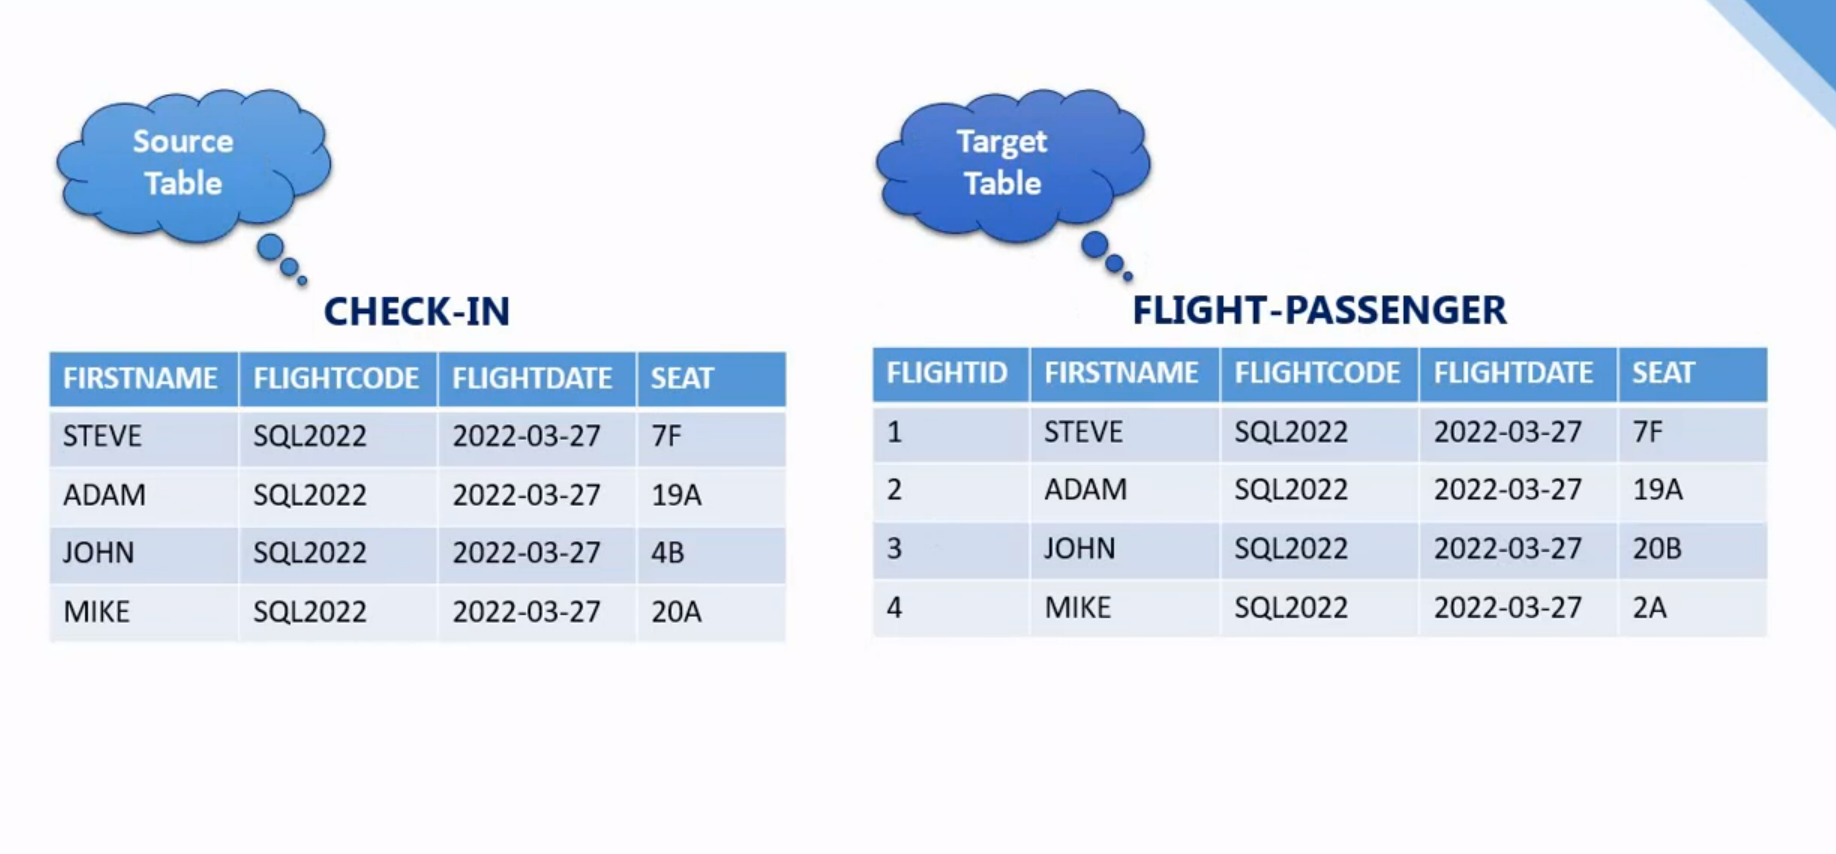 Source
Table
Target
Table
CHECK-IN
FIRSTNAME FLIGHTCODE FLIGHTDATE SEAT
STEVE SQL2022 2022-03-27 7F
ADAM SQL2022 2022-03-27 19A
JOHN SQL2022 2022-03-27 4B
MIKE SQL2022 2022-03-27 20A
FLIGHT-PASSENGER
FLIGHTID FIRSTNAME FLIGHTCODE FLIGHTDATE SEAT
1 STEVE SQL2022 2022-03-27 7F
2 ADAM SQL2022 2022-03-27 19A
3 JOHN SQL2022 2022-03-27 20B
4 MIKE SQL2022 2022-03-27 2A